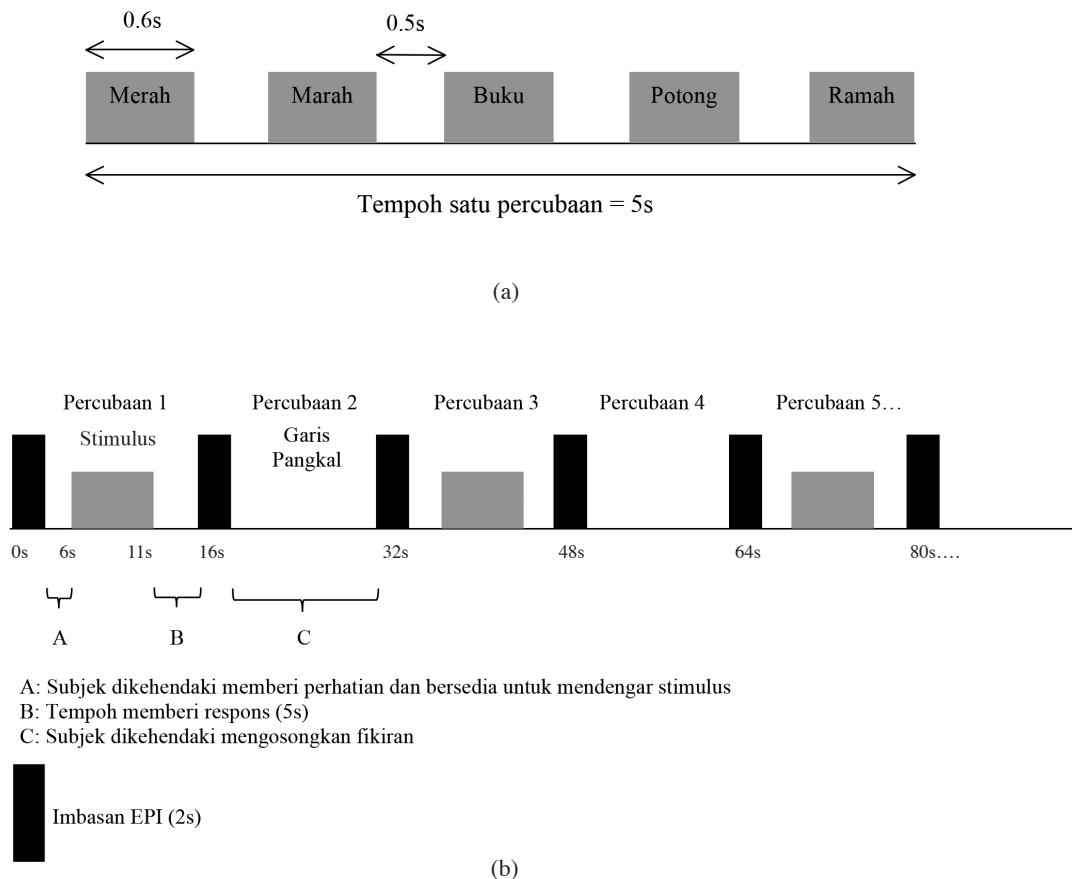 0.6s 0.5s
Merah Marah Buku Potong Ramah
Tempoh satu percubaan = 5s
(a)
Percubaan 1 Percubaan 2 Percubaan 3 Percubaan 4 Percubaan 5…
Stimulus Garis
Pangkal
0s 6s 11s 16s 32s 48s 64s 80s….
A B C
A: Subjek dikehendaki memberi perhatian dan bersedia untuk mendengar stimulus
B: Tempoh memberi respons (5s)
C: Subjek dikehendaki mengosongkan fikiran
Imbasan EPI (2s)
(b)